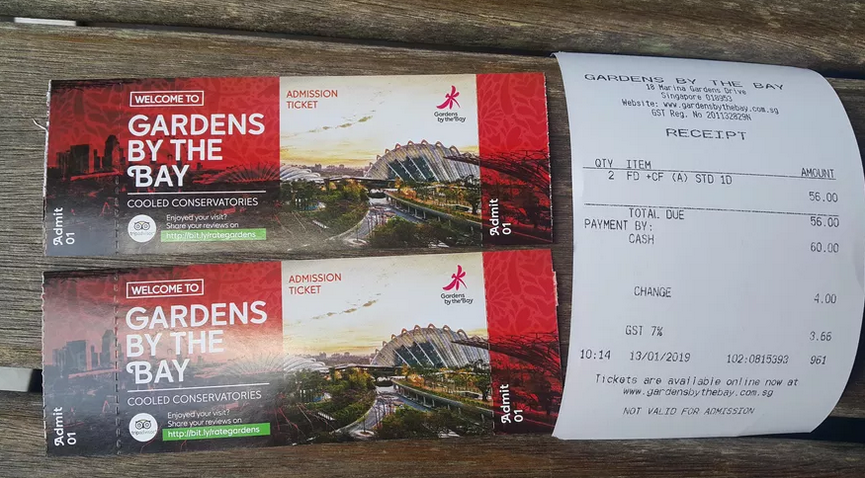 WELCOME TO
GARDENS
BY THE
BAY
COOLED CONSERVATORIES
Enjoyed your visit?
Share your reviews on
http://bit.ly/rategardens
tripadvisor
Admit
01
ADMISSION
TICKET
Gardens
by the Bay
Admit
01
WELCOME TO
GARDENS
BY THE
BAY
COOLED CONSERVATORIES
Enjoyed your visit?
Share your reviews on
http://bit.ly/rategardens
tripadvisor
Admit
01
ADMISSION
TICKET
Gardens
by the Bay
Admit
01
GARDENS BY THE BAY
18 Marina Gardens Drive
Singapore 018953
Website: www.gardensbythebay.com.sg
GST Reg. No 201132829N
RECEIPT
QTY ITEM AMOUNT
2 FD +CF (A) STD 1D
56.00
TOTAL DUE 56.00
PAYMENT BY:
CASH 60.00
CHANGE 4.00
GST 7% 3.66
10:14 13/01/2019 102:0815393 961
Tickets are available online now at
www.gardensbythebay.com.sg
NOT VALID FOR ADMISSION